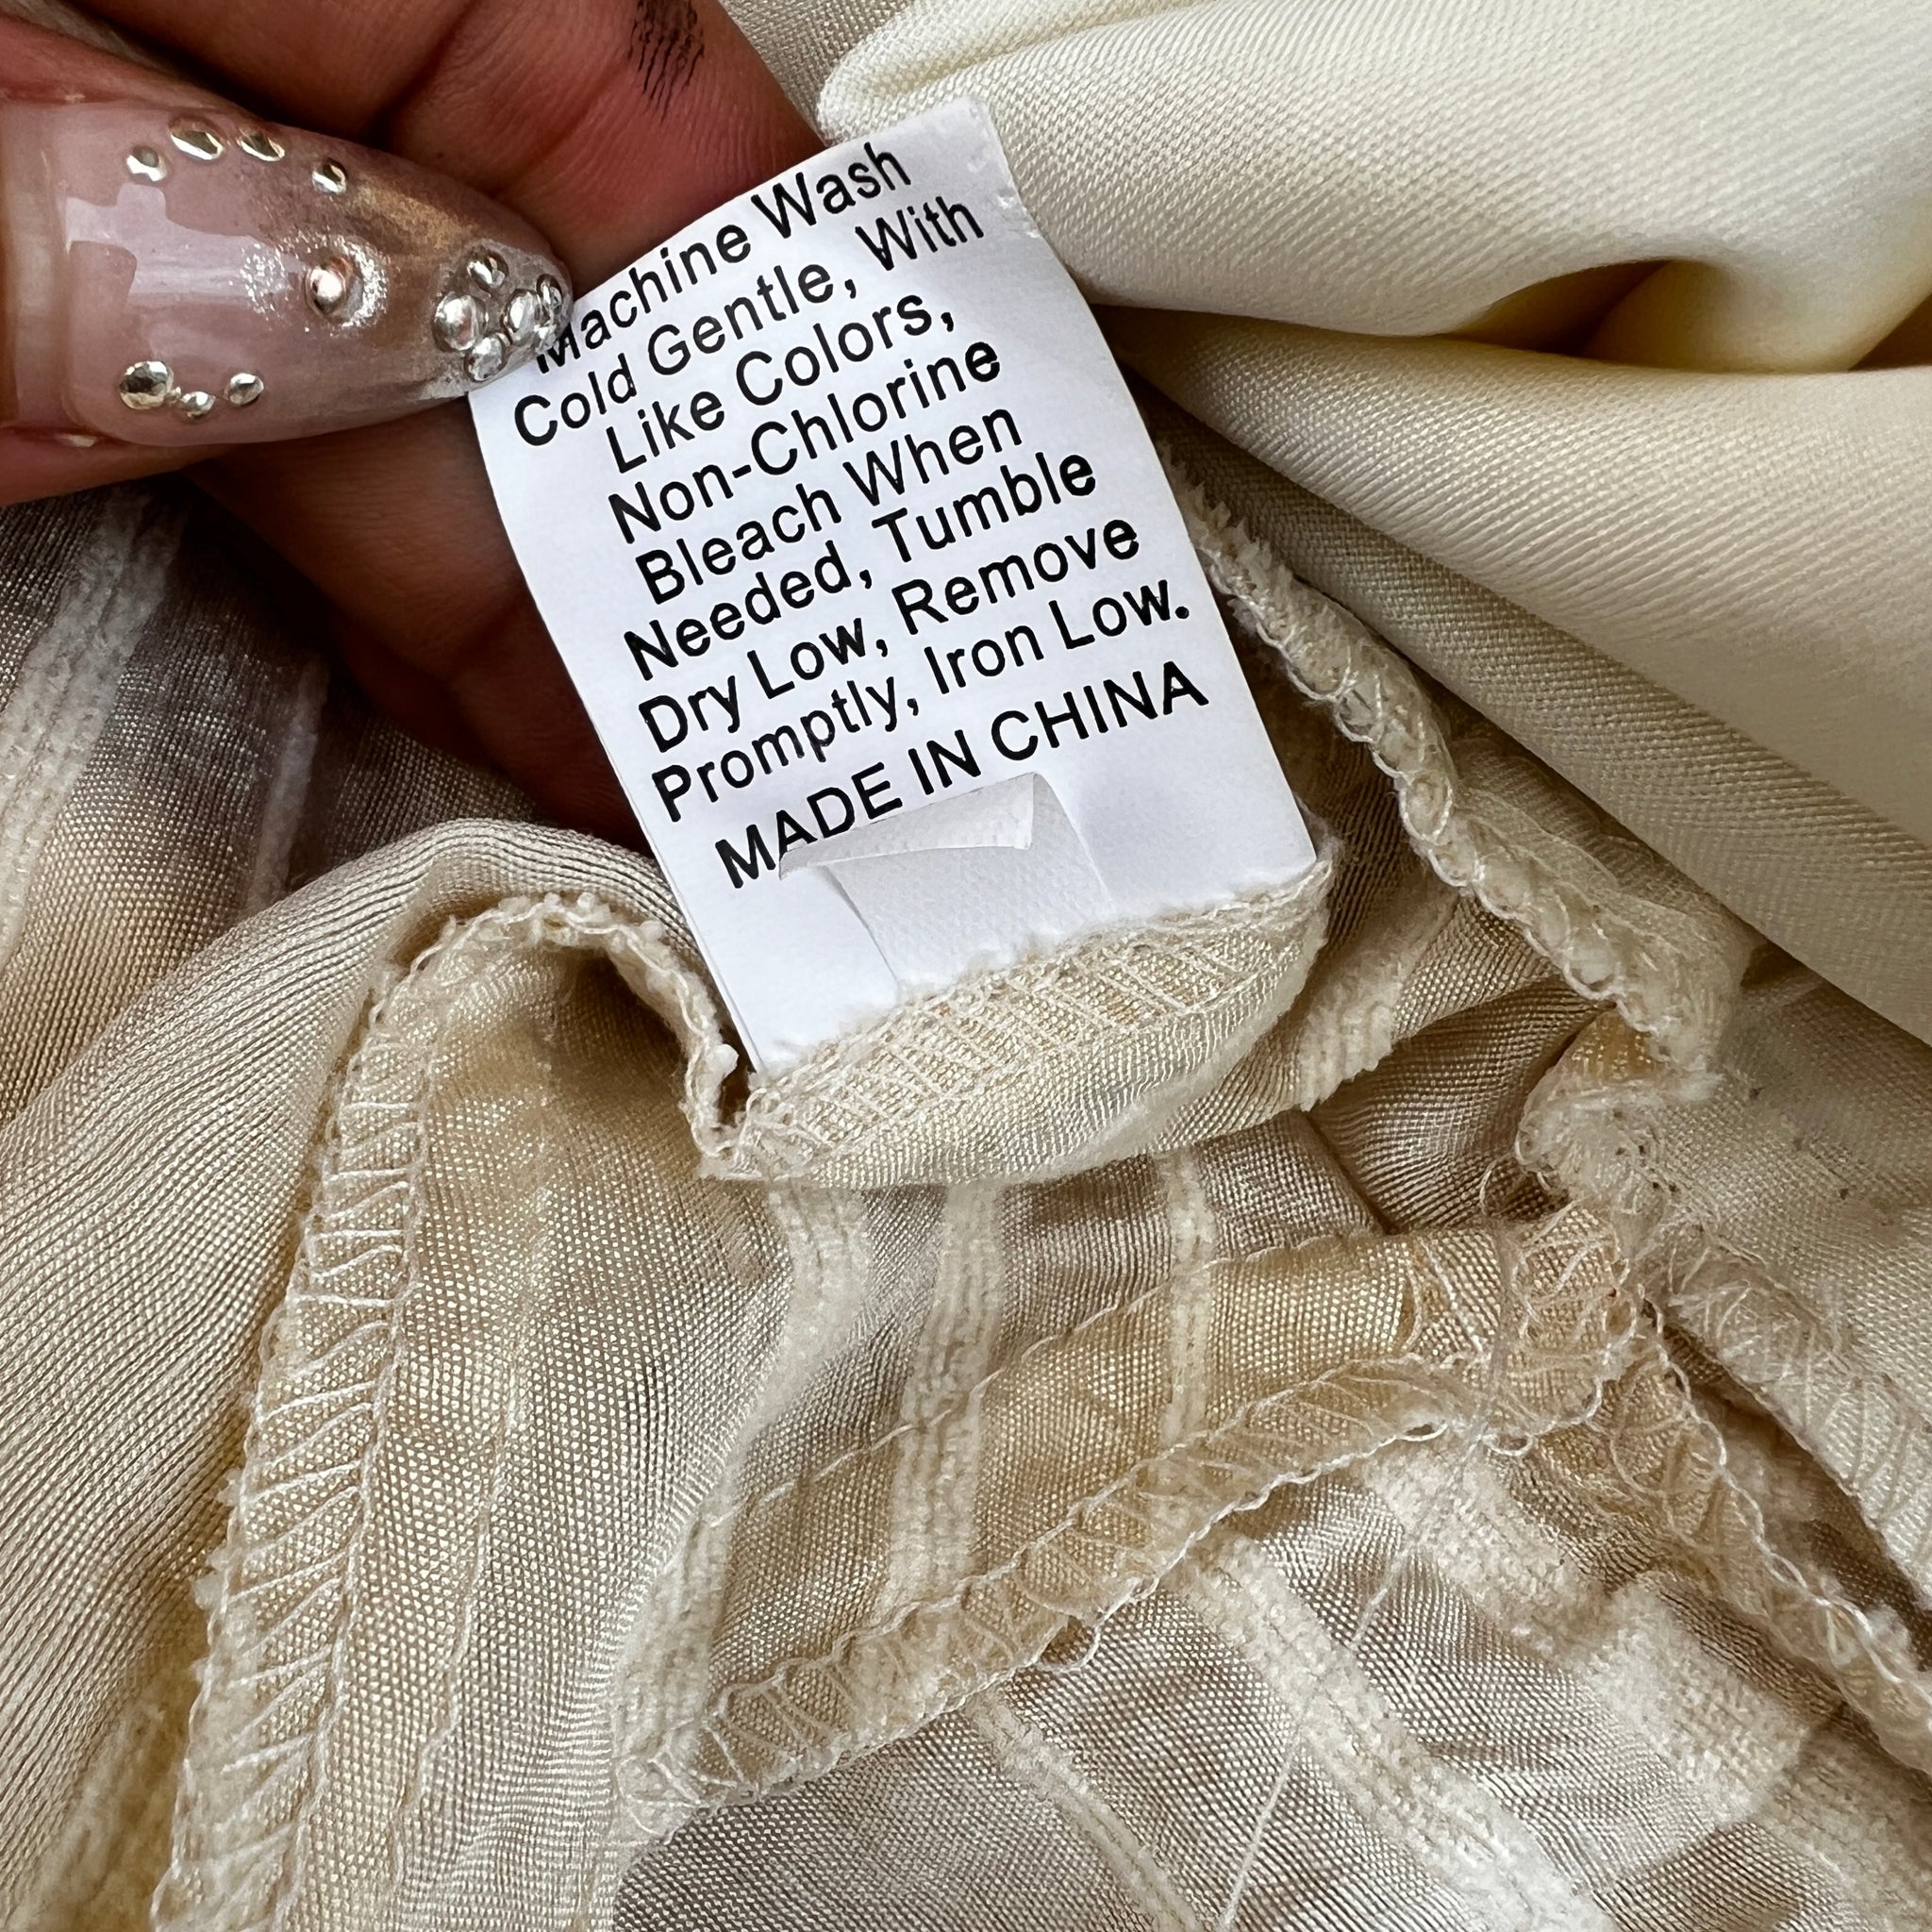 Machine Wash
Cold Gentle, With
Like Colors,
Non-Chlorine
Bleach When
Needed, Tumble
Dry Low, Remove
Promptly, Iron Low.
MADE IN CHINA